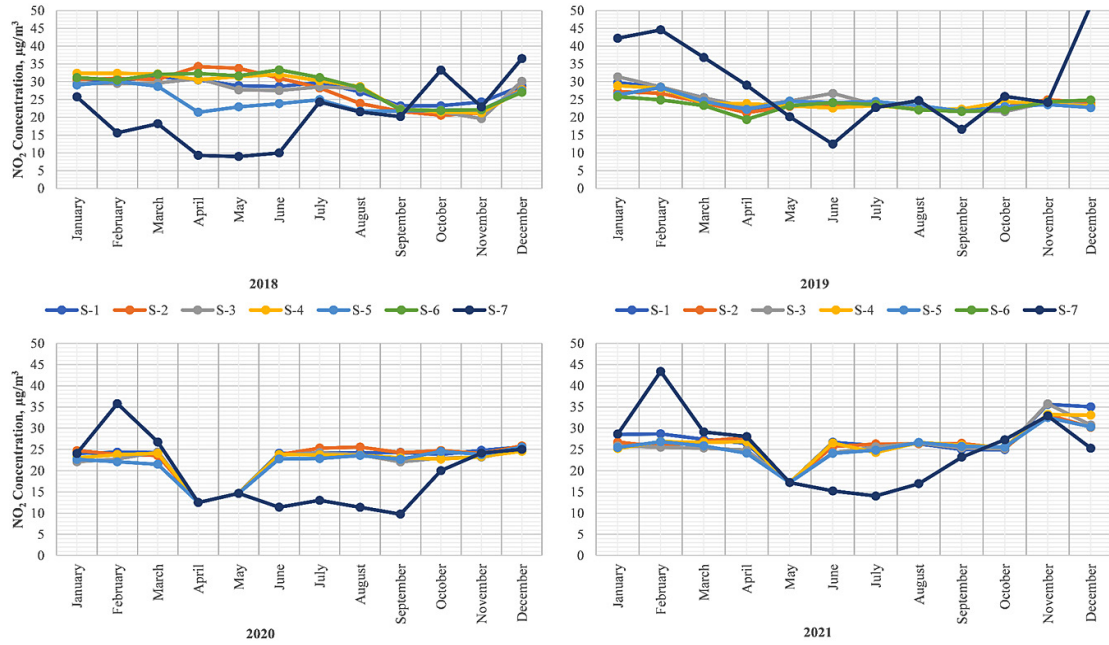 50 45 40 35 30 25 20 15 10 5 0
NO₂ Concentration, µg/m³
January February March April May June July August September October November December
2018
50 45 40 35 30 25 20 15 10 5 0
January February March April May June July August September October November December
2019
S-1 S-2 S-3 S-4 S-5 S-6 S-7
S-1 S-2 S-3 S-4 S-5 S-6 S-7
50 45 40 35 30 25 20 15 10 5 0
NO₂ Concentration, µg/m³
January February March April May June July August September October November December
2020
50 45 40 35 30 25 20 15 10 5 0
January February March April May June July August September October November December
2021